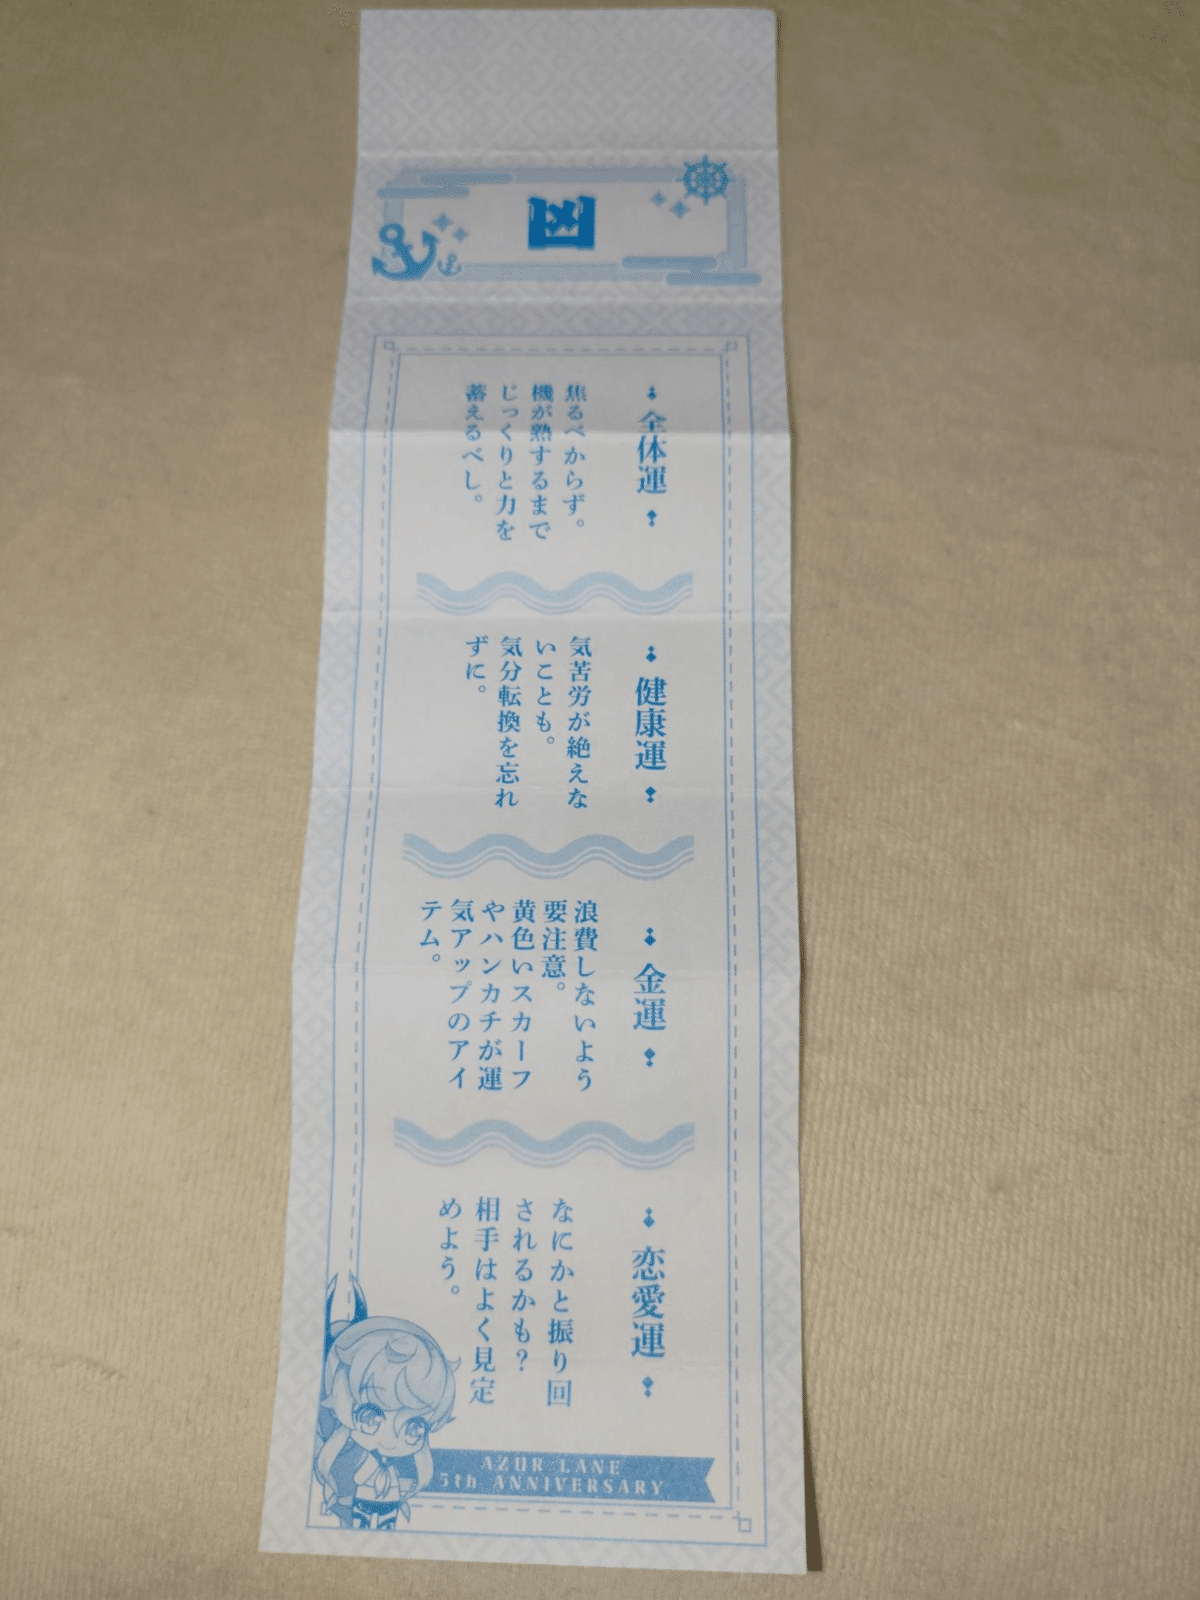 凶
全体運
焦るべからず。
機が熟するまで
じっくりと力を
蓄えるべし。
健康運
気苦労が絶えな
いことも。
気分転換を忘れ
ずに。
金運
浪費しないよう
要注意。
黄色いスカーフ
やハンカチが運
気アップのアイ
テム。
恋愛運
なにかと振り回
されるかも?
相手はよく見定
めよう。
AZUR LANE
5th ANNIVERSARY